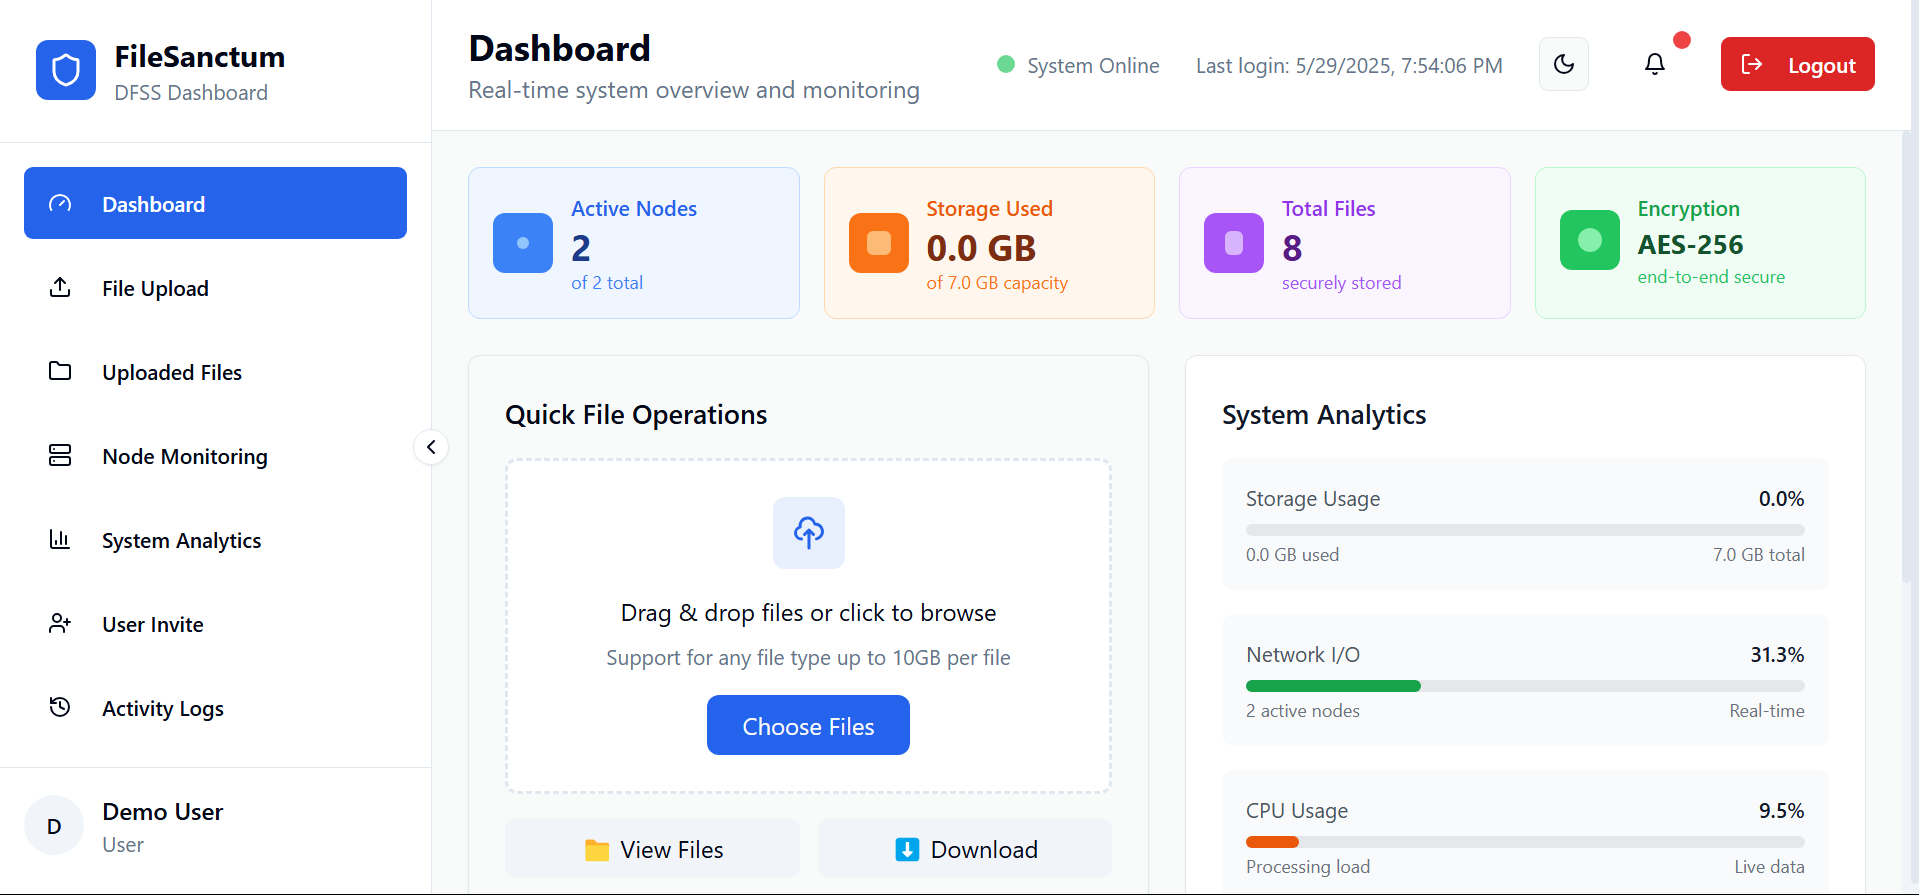 FileSanctum
DFSS Dashboard
Dashboard
File Upload
Uploaded Files
Node Monitoring
System Analytics
User Invite
Activity Logs
D
Demo User
User
Dashboard
Real-time system overview and monitoring
System Online
Last login: 5/29/2025, 7:54:06 PM
Logout
Active Nodes
2
of 2 total
Storage Used
0.0 GB
of 7.0 GB capacity
Total Files
8
securely stored
Encryption
AES-256
end-to-end secure
Quick File Operations
Drag & drop files or click to browse
Support for any file type up to 10GB per file
Choose Files
View Files
Download
System Analytics
Storage Usage 0.0%
0.0 GB used 7.0 GB total
Network I/O 31.3%
2 active nodes Real-time
CPU Usage 9.5%
Processing load Live data